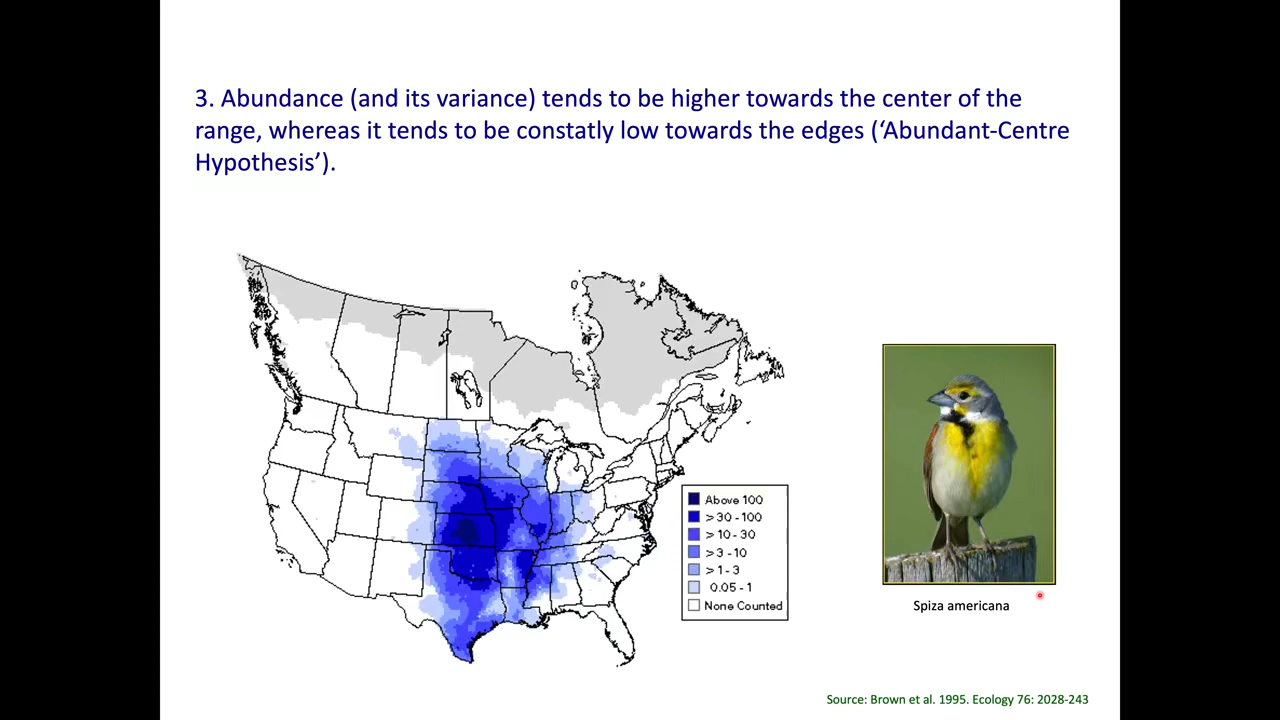 3. Abundance (and its variance) tends to be higher towards the center of the
range, whereas it tends to be constatly low towards the edges (‘Abundant-Centre
Hypothesis’).
Above 100
> 30 - 100
> 10 - 30
> 3 - 10
> 1 - 3
0.05 - 1
None Counted
Spiza americana
Source: Brown et al. 1995. Ecology 76: 2028-243